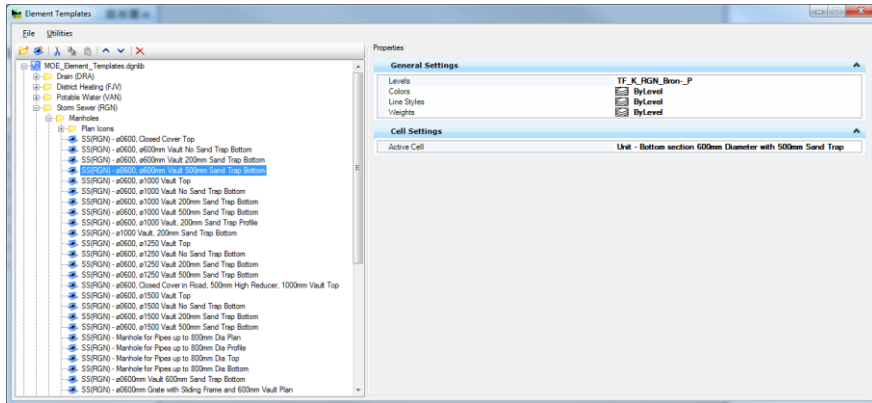 Element Templates
File Utilities
MOE_Element_Templates.dgnlib
Drain (DRA)
District Heating (FJV)
Potable Water (VAN)
Storm Sewer (RGN)
Manholes
Plan Icons
SS(RGN) - ø0600, Closed Cover Top
SS(RGN) - ø0600, ø600mm Vault No Sand Trap Bottom
SS(RGN) - ø0600, ø600mm Vault 200mm Sand Trap Bottom
SS(RGN) - ø0600, ø600mm Vault 500mm Sand Trap Bottom
SS(RGN) - ø0600, ø1000 Vault Top
SS(RGN) - ø0600, ø1000 Vault No Sand Trap Bottom
SS(RGN) - ø0600, ø1000 Vault 200mm Sand Trap Bottom
SS(RGN) - ø0600, ø1000 Vault 500mm Sand Trap Bottom
SS(RGN) - ø0600, ø1000 Vault, 200mm Sand Trap Profile
SS(RGN) - ø1000 Vault, 200mm Sand Trap Bottom
SS(RGN) - ø0600, ø1250 Vault Top
SS(RGN) - ø0600, ø1250 Vault No Sand Trap Bottom
SS(RGN) - ø0600, ø1250 Vault 200mm Sand Trap Bottom
SS(RGN) - ø0600, ø1250 Vault 500mm Sand Trap Bottom
SS(RGN) - ø0600, Closed Cover in Road, 500mm High Reducer, 1000mm Vault Top
SS(RGN) - ø0600, ø1500 Vault Top
SS(RGN) - ø0600, ø1500 Vault No Sand Trap Bottom
SS(RGN) - ø0600, ø1500 Vault 200mm Sand Trap Bottom
SS(RGN) - ø0600, ø1500 Vault 500mm Sand Trap Bottom
SS(RGN) - Manhole for Pipes up to 800mm Dia Plan
SS(RGN) - Manhole for Pipes up to 800mm Dia Profile
SS(RGN) - Manhole for Pipes up to 800mm Dia Top
SS(RGN) - Manhole for Pipes up to 800mm Dia Bottom
SS(RGN) - ø0600mm Vault 600mm Sand Trap Bottom
SS(RGN) - ø0600mm Grate with Sliding Frame and 600mm Vault Plan
Properties
General Settings
Levels TF_K_RGN_Bron-_P
Colors ByLevel
Line Styles ByLevel
Weights ByLevel
Cell Settings
Active Cell Unit - Bottom section 600mm Diameter with 500mm Sand Trap